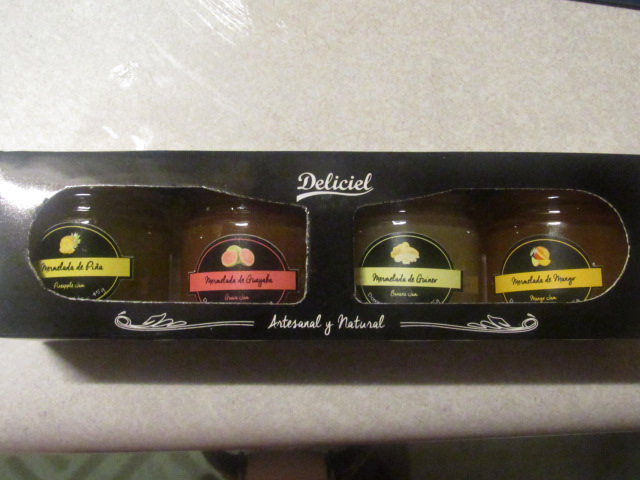 Deliciel
Mermelada de Piña
Pineapple Jam
Mermelada de Guayaba
Guava Jam
Mermelada de Guineo
Banana Jam
Mermelada de Mango
Mango Jam
Artesanal y Natural